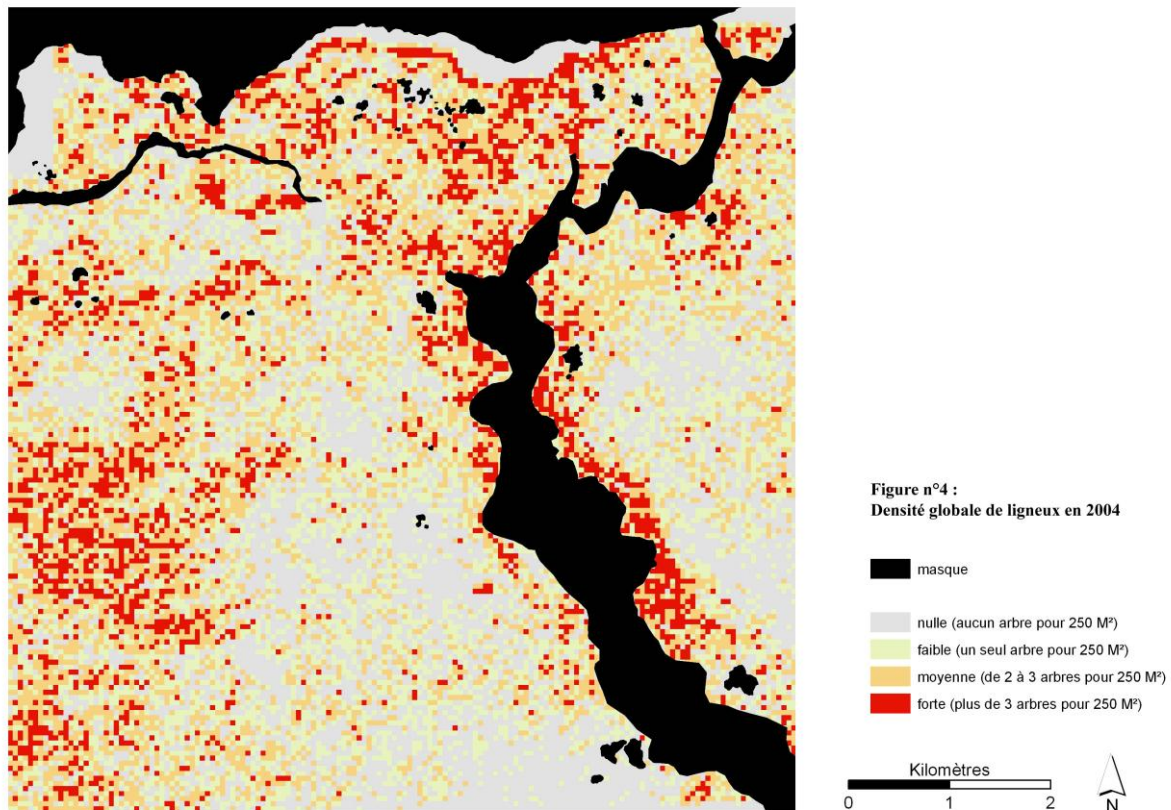 Figure n°4 :
Densité globale de ligneux en 2004
masque
nulle (aucun arbre pour 250 M²)
faible (un seul arbre pour 250 M²)
moyenne (de 2 à 3 arbres pour 250 M²)
forte (plus de 3 arbres pour 250 M²)
Kilomètres
0 1 2
N